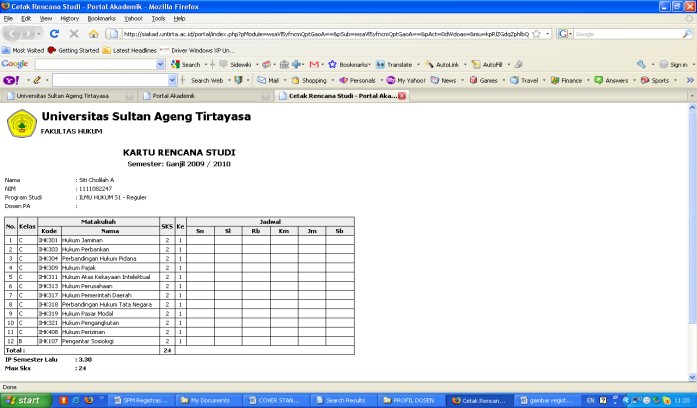 Cetak Rencana Studi - Portal Akademik - Mozilla Firefox
File Edit View History Bookmarks Yahoo! Tools Help
Google
Most Visited Getting Started Latest Headlines Driver Windows XP Un...
Google Search Sidewiki Bookmarks Translate AutoLink AutoFill Sign in
Y! Search Web Mail Shopping Personals My Yahoo! News Games Travel Finance Answers Sports >>
Universitas Sultan Ageng Tirtayasa Portal Akademik Cetak Rencana Studi - Portal Aka...
Universitas Sultan Ageng Tirtayasa
FAKULTAS HUKUM
KARTU RENCANA STUDI
Semester: Ganjil 2009 / 2010
Nama : Siti Cholilah A
NIM : 1111082247
Program Studi : ILMU HUKUM S1 - Reguler
Dosen PA :
No. Kelas Matakuliah SKS Ke Jadwal
Kode Nama Sn Sl Rb Km Jm Sb
1 C IHK301 Hukum Jaminan 2 1
2 C IHK303 Hukum Perbankan 2 1
3 C IHK304 Perbandingan Hukum Pidana 2 1
4 C IHK309 Hukum Pajak 2 1
5 C IHK311 Hukum Atas Kekayaan Intelektual 2 1
6 C IHK313 Hukum Perusahaan 2 1
7 C IHK317 Hukum Pemerintah Daerah 2 1
8 C IHK318 Perbandingan Hukum Tata Negara 2 1
9 C IHK319 Hukum Pasar Modal 2 1
10 C IHK321 Hukum Pengangkutan 2 1
11 C IHK408 Hukum Perizinan 2 1
12 B IHK107 Pengantar Sosiologi 2 1
Total : 24
IP Semester Lalu : 3.30
Max Sks : 24
Done
start SPM Registras... My Documents COVER STAN... Search Results PROFIL DOSEN Cetak Rencan... gambar regist... EN 11:28